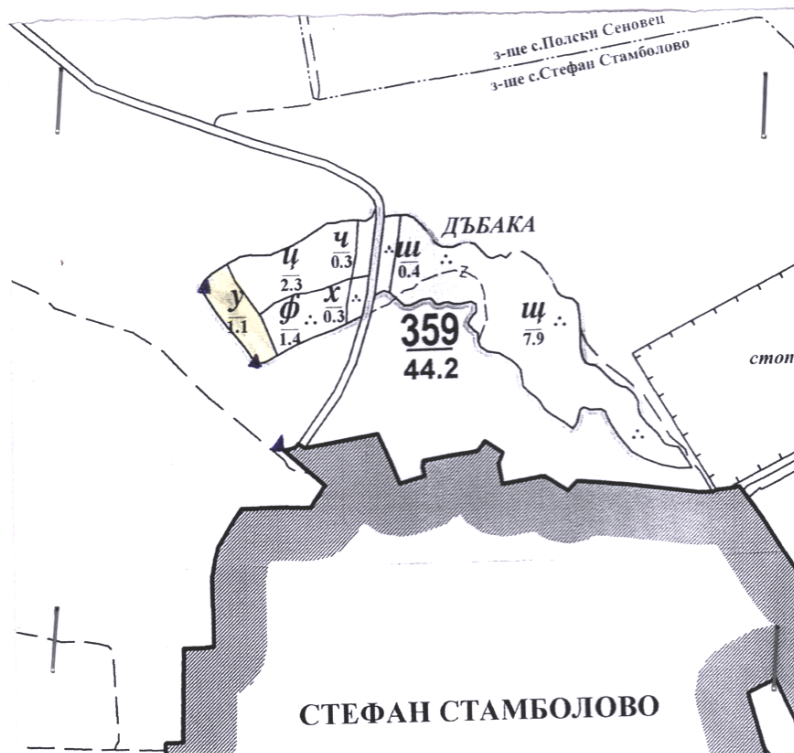 з-ще с.Полски Сеновец
з-ще с.Стефан Стамболово
ДЪБАКА
ч
0.3
ш
0.4
ц
2.3
у
1.1
ф
1.4
х
0.3
z
щ
7.9
359
44.2
стоп
СТЕФАН СТАМБОЛОВО